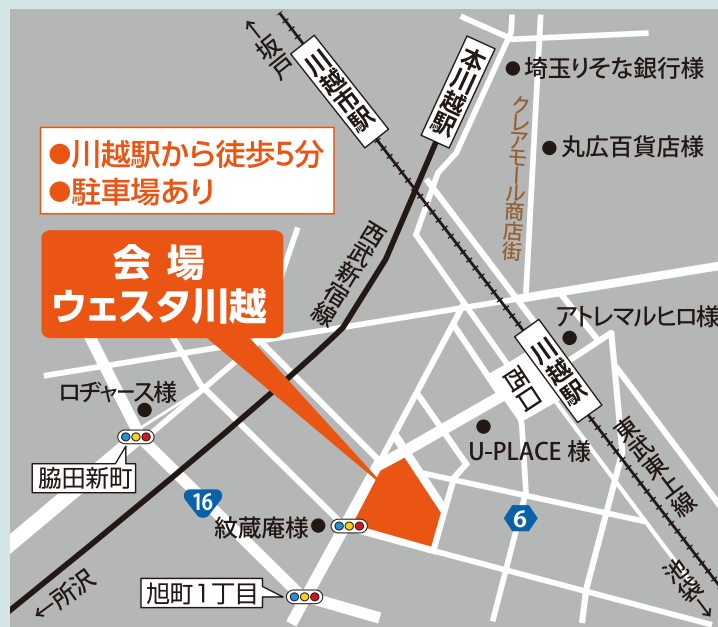 ←坂戸
川越市駅
本川越駅
●埼玉りそな銀行様
クレアモール商店街
●丸広百貨店様
●川越駅から徒歩5分
●駐車場あり
会場
ウェスタ川越
西武新宿線
アトレマルヒロ様
川越駅
西口
ロヂャース様
U-PLACE 様
東武東上線
脇田新町
16
紋蔵庵様
6
旭町1丁目
←所沢
池袋→